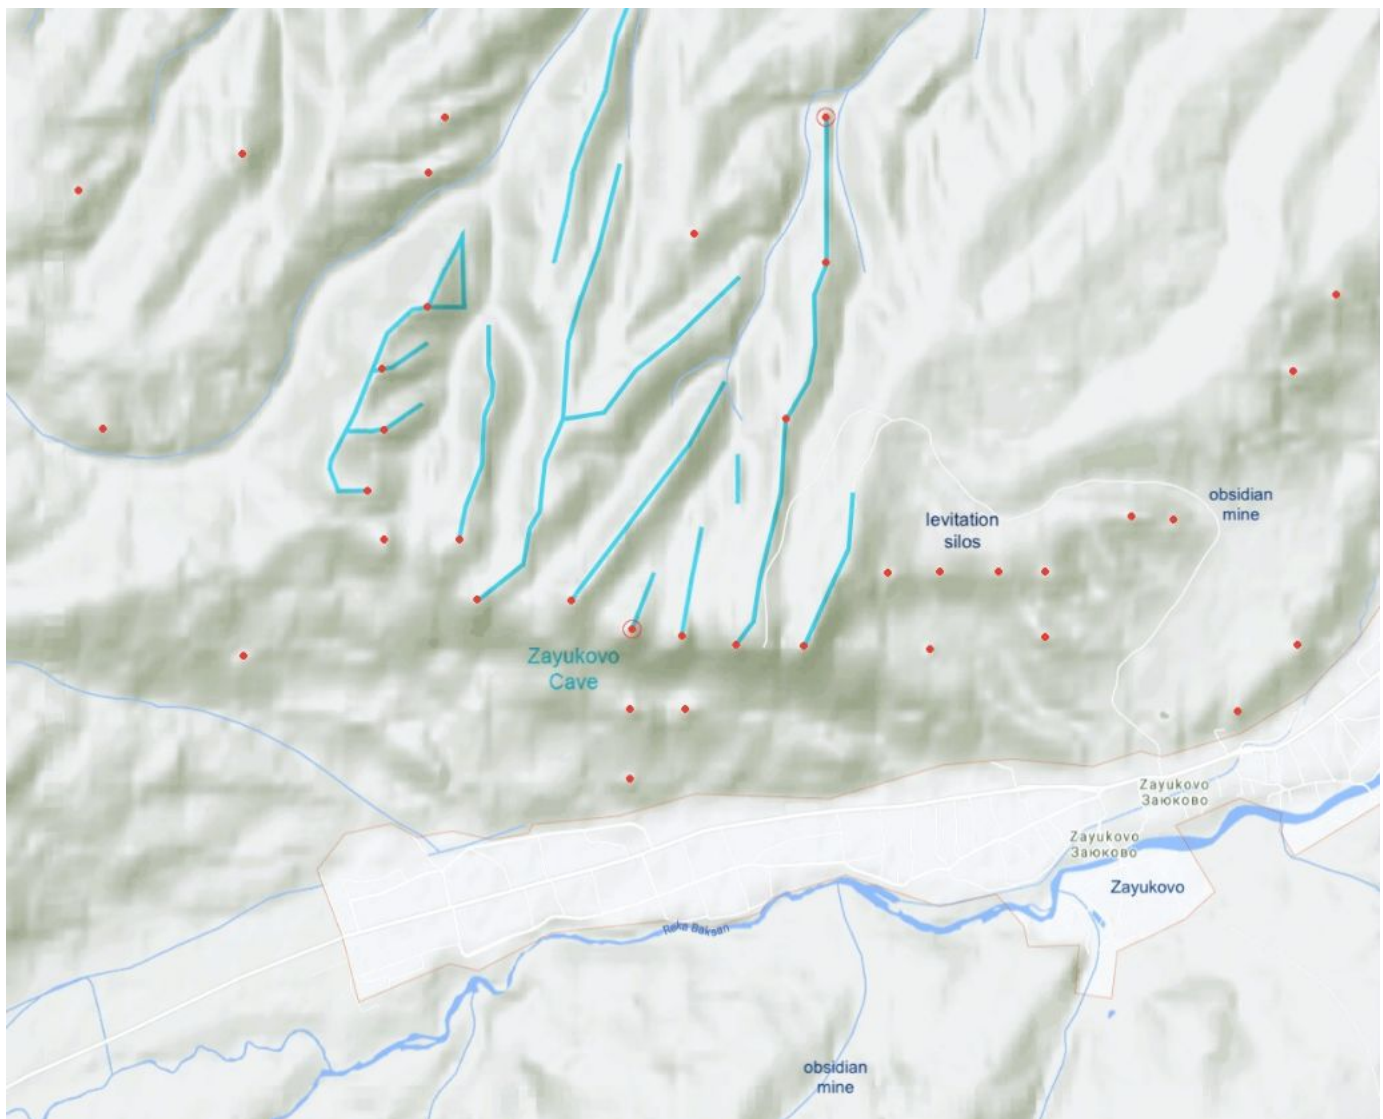 obsidian
mine
levitation
silos
Zayukovo
Cave
Zayukovo
Заюково
Zayukovo
Заюково
Zayukovo
Reka Baksan
obsidian
mine